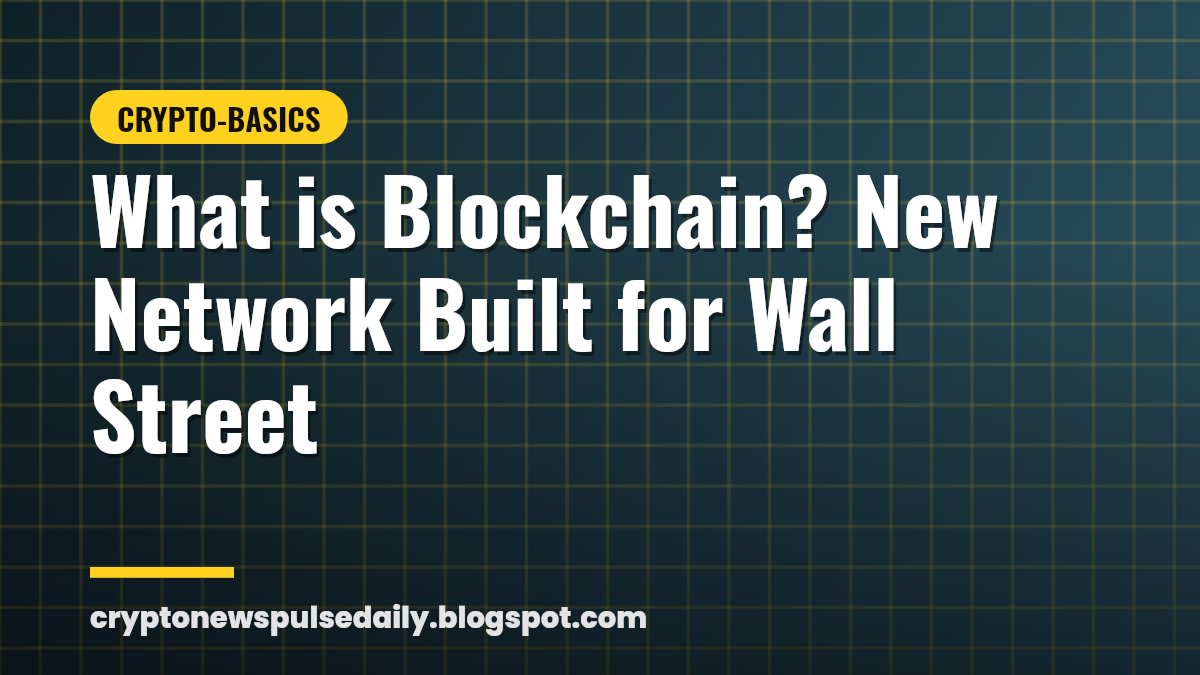 CRYPTO-BASICS
What is Blockchain? New
Network Built for Wall
Street
cryptonewspulsedaily.blogspot.com